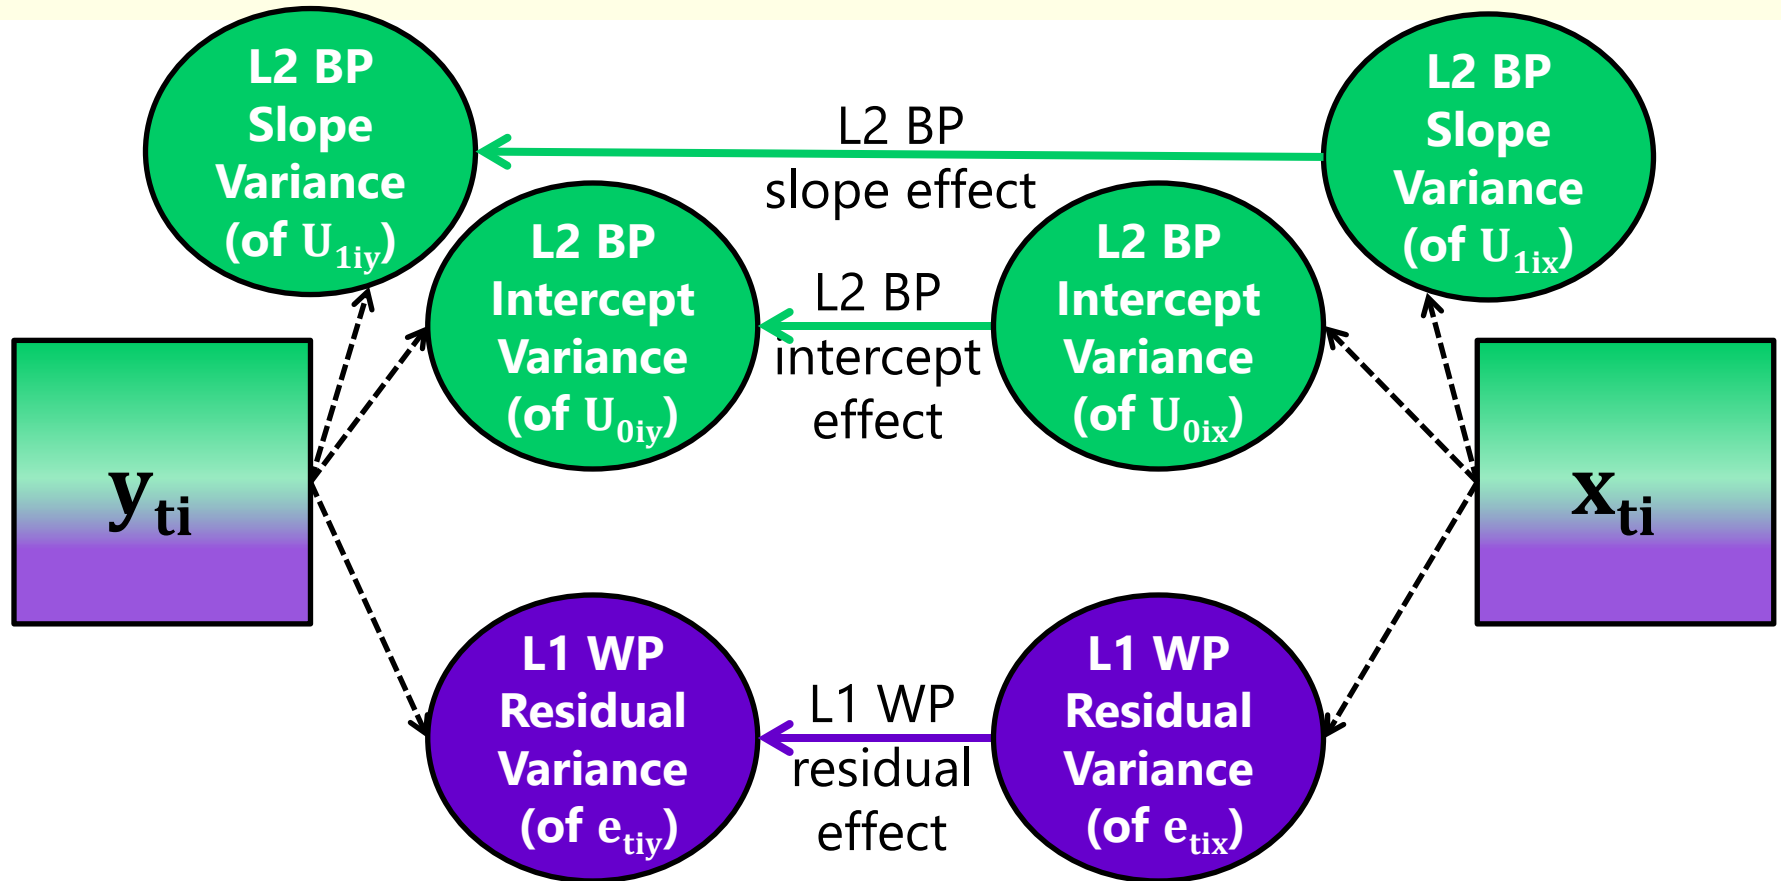 L2 BP
Slope
Variance
(of U₁ᵢy)
L2 BP
slope effect
L2 BP
Slope
Variance
(of U₁ᵢₓ)
L2 BP
Intercept
Variance
(of U₀ᵢy)
L2 BP
intercept
effect
L2 BP
Intercept
Variance
(of U₀ᵢₓ)
yₜᵢ
xₜᵢ
L1 WP
Residual
Variance
(of eₜᵢy)
L1 WP
residual
effect
L1 WP
Residual
Variance
(of eₜᵢₓ)